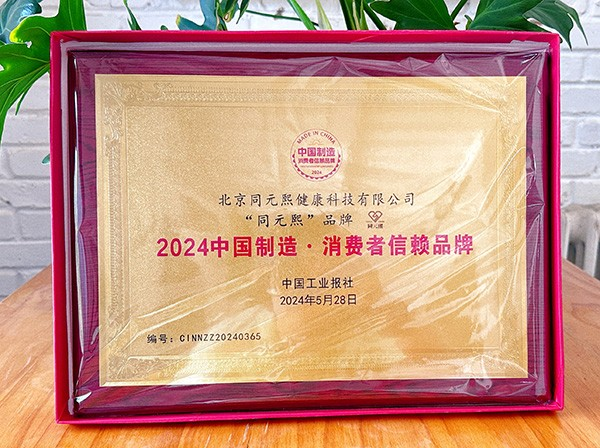 MADE IN CHINA
中国制造
消费者信赖品牌
2024
北京同元熙健康科技有限公司
“同元熙”品牌
同元熙
2024中国制造·消费者信赖品牌
中国工业报社
2024年5月28日
编号：CINNZZ20240365